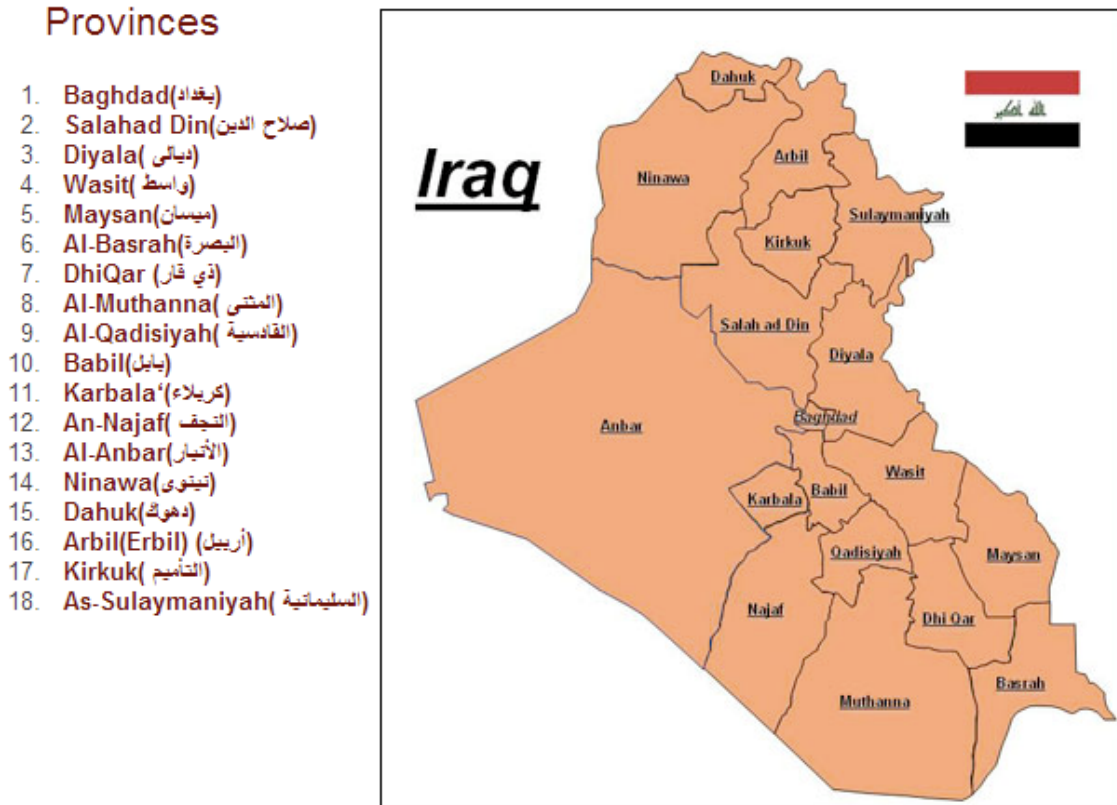 Provinces
1. Baghdad(بغداد)
2. Salahad Din(صلاح الدين)
3. Diyala( ديالى)
4. Wasit( واسط)
5. Maysan(ميسان)
6. Al-Basrah(البصرة)
7. DhiQar (ذي قار)
8. Al-Muthanna( المثنى)
9. Al-Qadisiyah( القادسية)
10. Babil(بابل)
11. Karbala‘(كربلاء)
12. An-Najaf( النجف)
13. Al-Anbar(الأنبار)
14. Ninawa(نينوى)
15. Dahuk(دهوك)
16. Arbil(Erbil) (أربيل)
17. Kirkuk( التأميم)
18. As-Sulaymaniyah( السليمانية)
Iraq
الله أكبر
Dahuk
Arbil
Ninawa
Sulaymaniyah
Kirkuk
Salah ad Din
Diyala
Baghdad
Anbar
Wasit
Karbala
Babil
Qadisiyah
Maysan
Najaf
Dhi Qar
Basrah
Muthanna